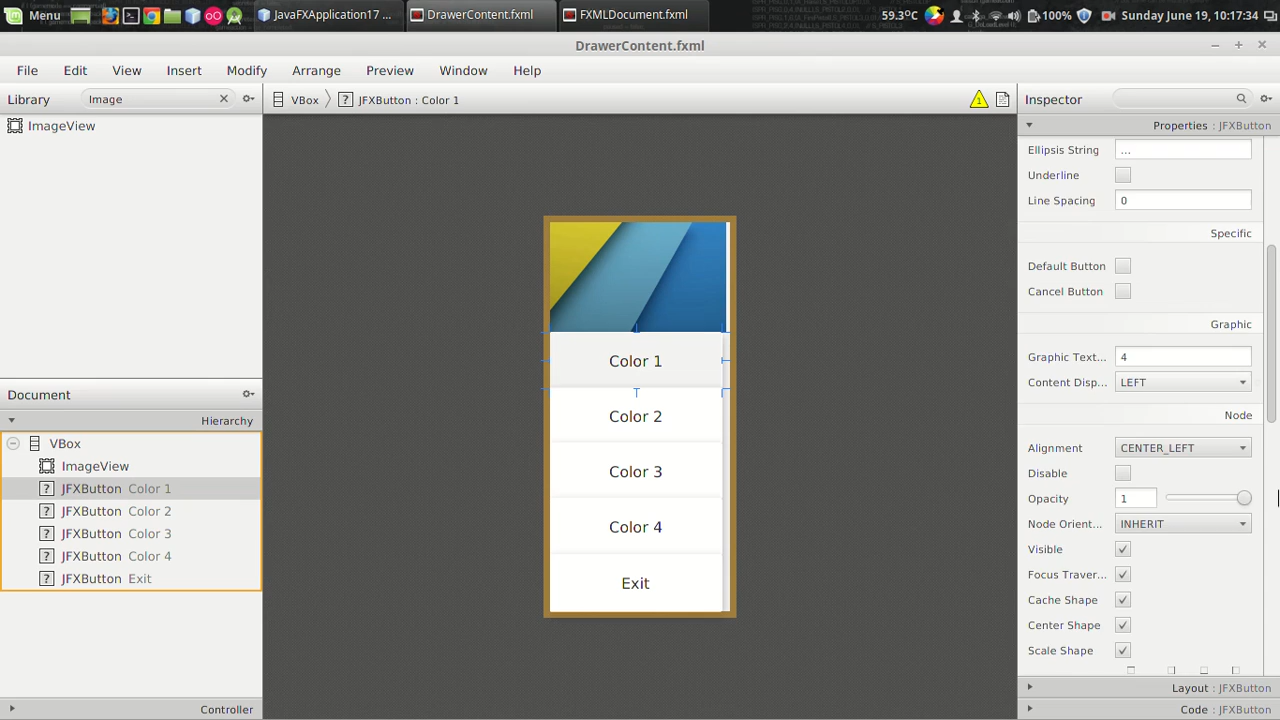 Menu
JavaFXApplication17 ...
DrawerContent.fxml
FXMLDocument.fxml
59.3°C
100%
Sunday June 19, 10:17:34
DrawerContent.fxml
File Edit View Insert Modify Arrange Preview Window Help
Library
Image
VBox
JFXButton : Color 1
1
Inspector
ImageView
Properties : JFXButton
Ellipsis String
...
Underline
Line Spacing
0
Specific
Default Button
Cancel Button
Graphic
Graphic Text...
4
Content Disp...
LEFT
Node
Alignment
CENTER_LEFT
Disable
Opacity
1
Node Orient...
INHERIT
Visible
Focus Traver...
Cache Shape
Center Shape
Scale Shape
Layout : JFXButton
Code : JFXButton
Color 1
Color 2
Color 3
Color 4
Exit
Document
Hierarchy
VBox
ImageView
? JFXButton Color 1
? JFXButton Color 2
? JFXButton Color 3
? JFXButton Color 4
? JFXButton Exit
Controller